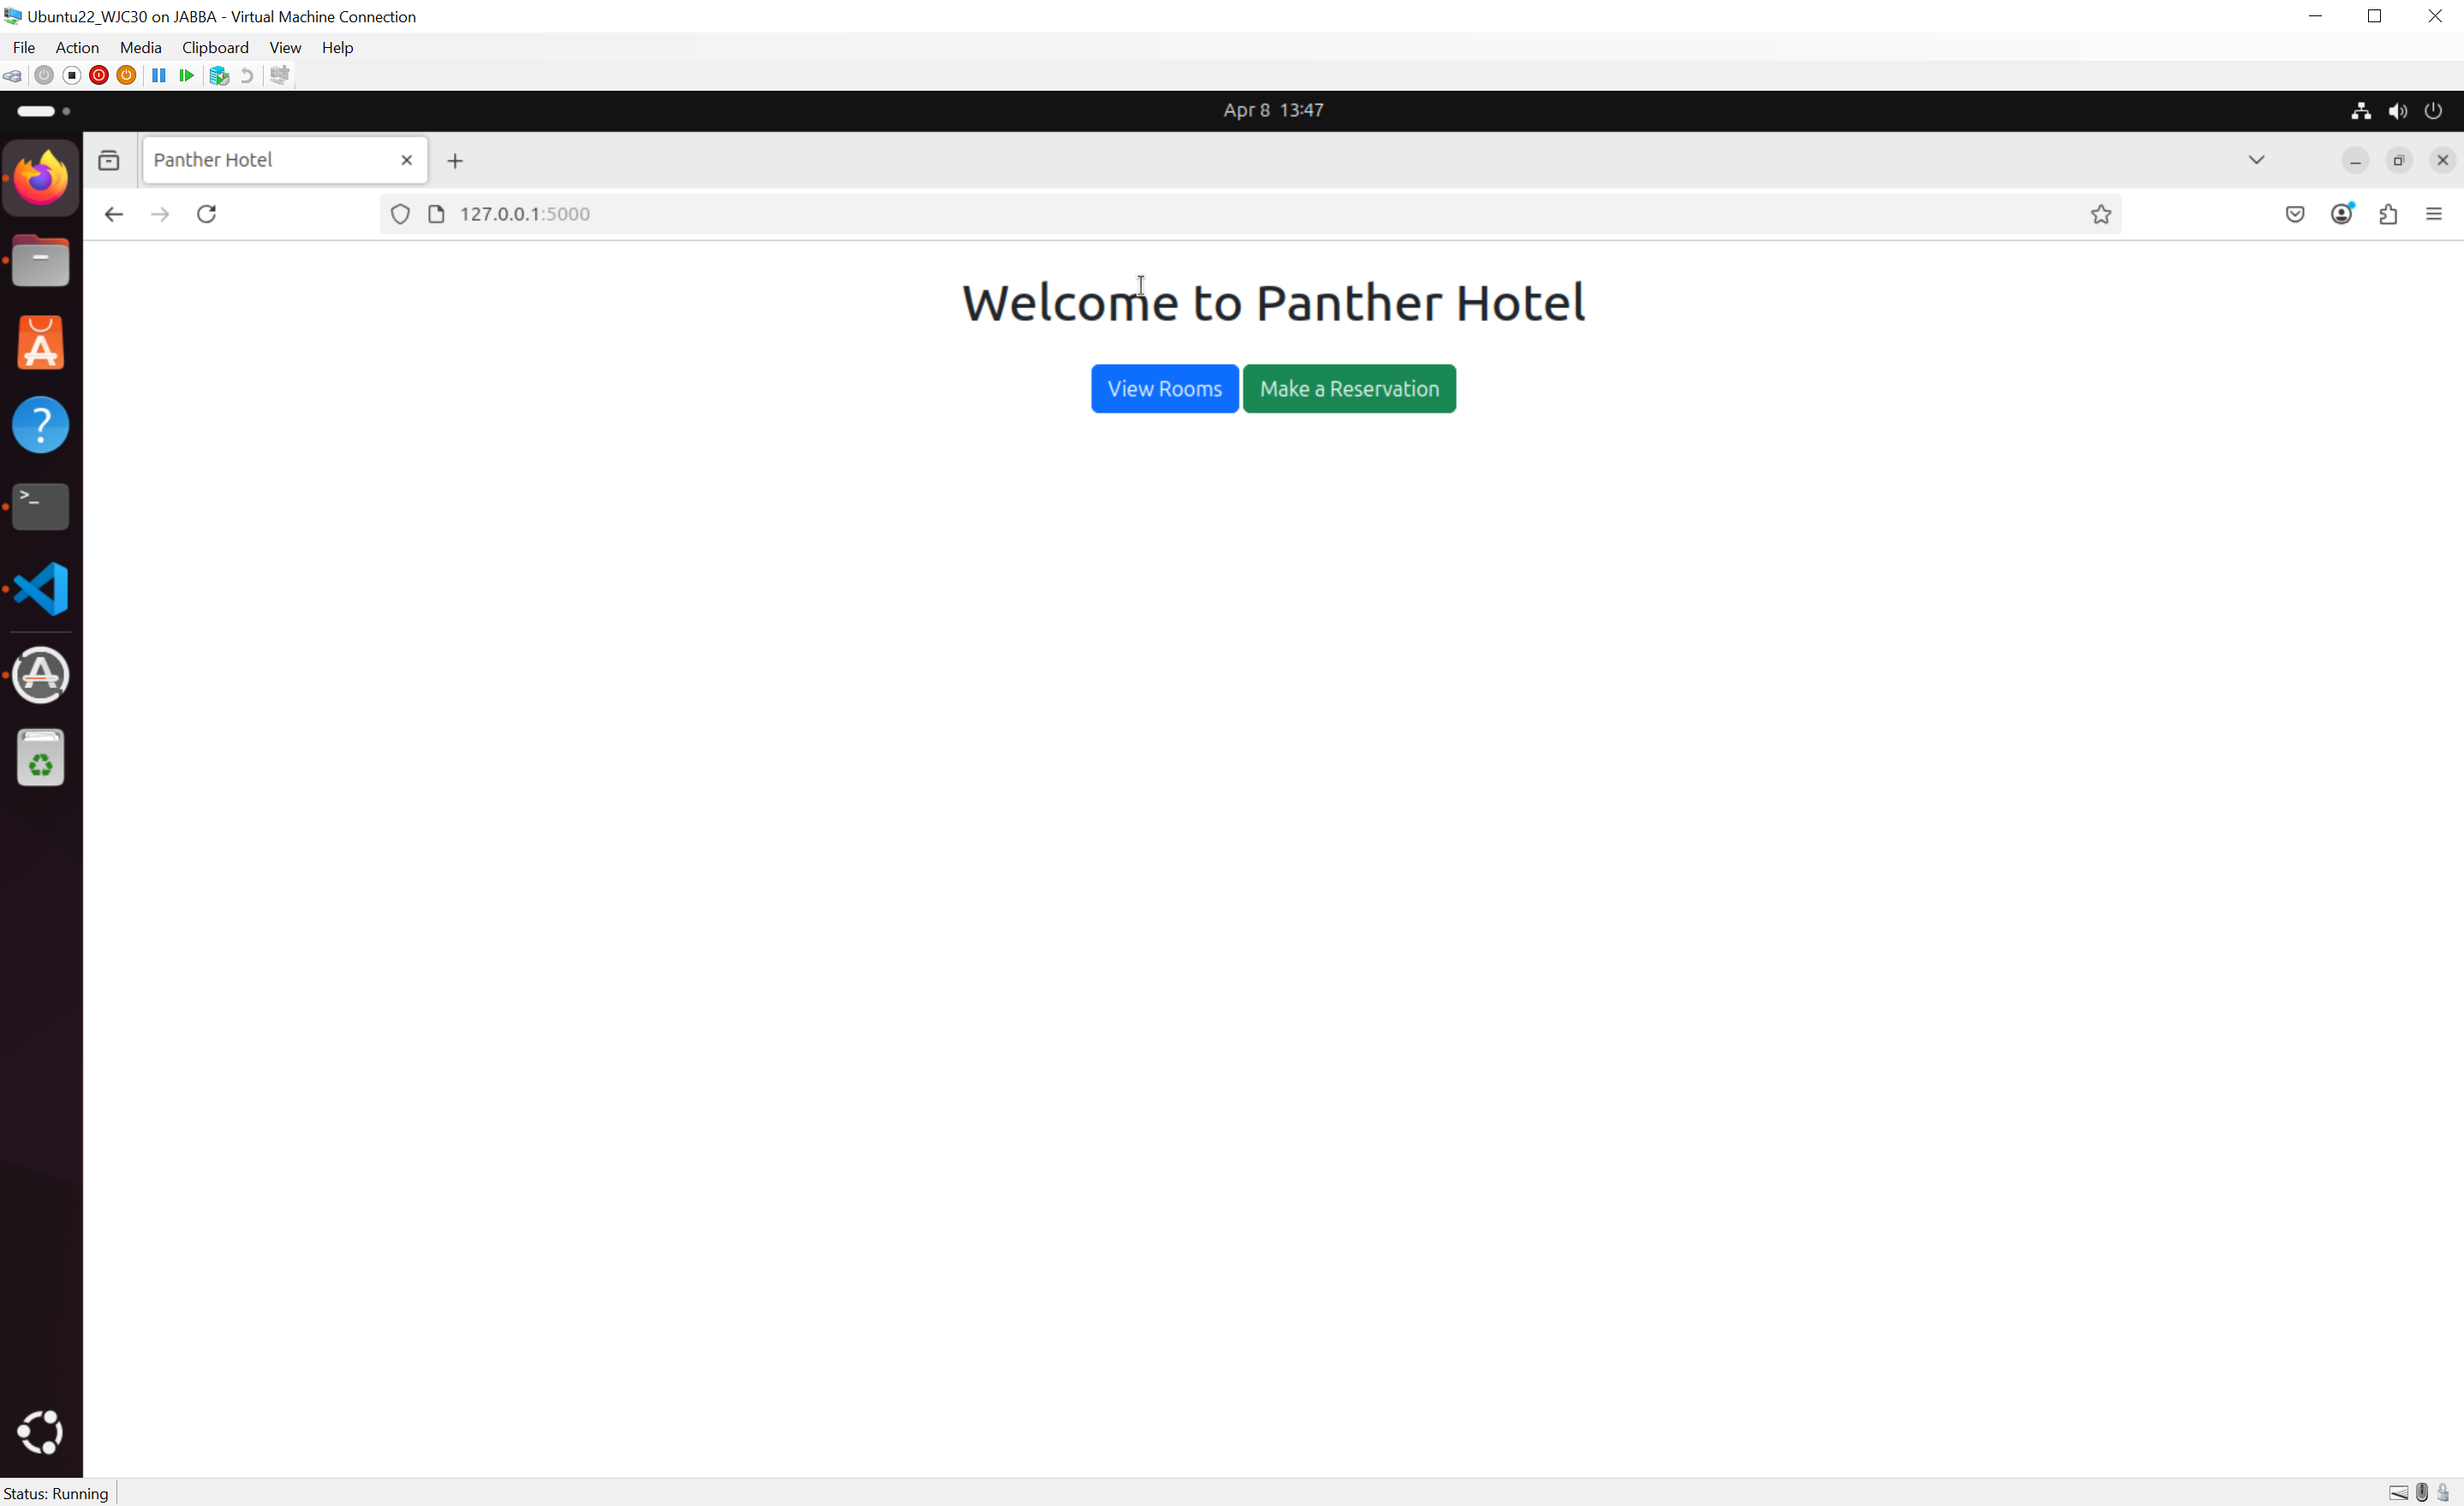 Ubuntu22_WJC30 on JABBA - Virtual Machine Connection
File Action Media Clipboard View Help
Apr 8 13:47
Panther Hotel
127.0.0.1:5000
Welcome to Panther Hotel
View Rooms Make a Reservation
Status: Running